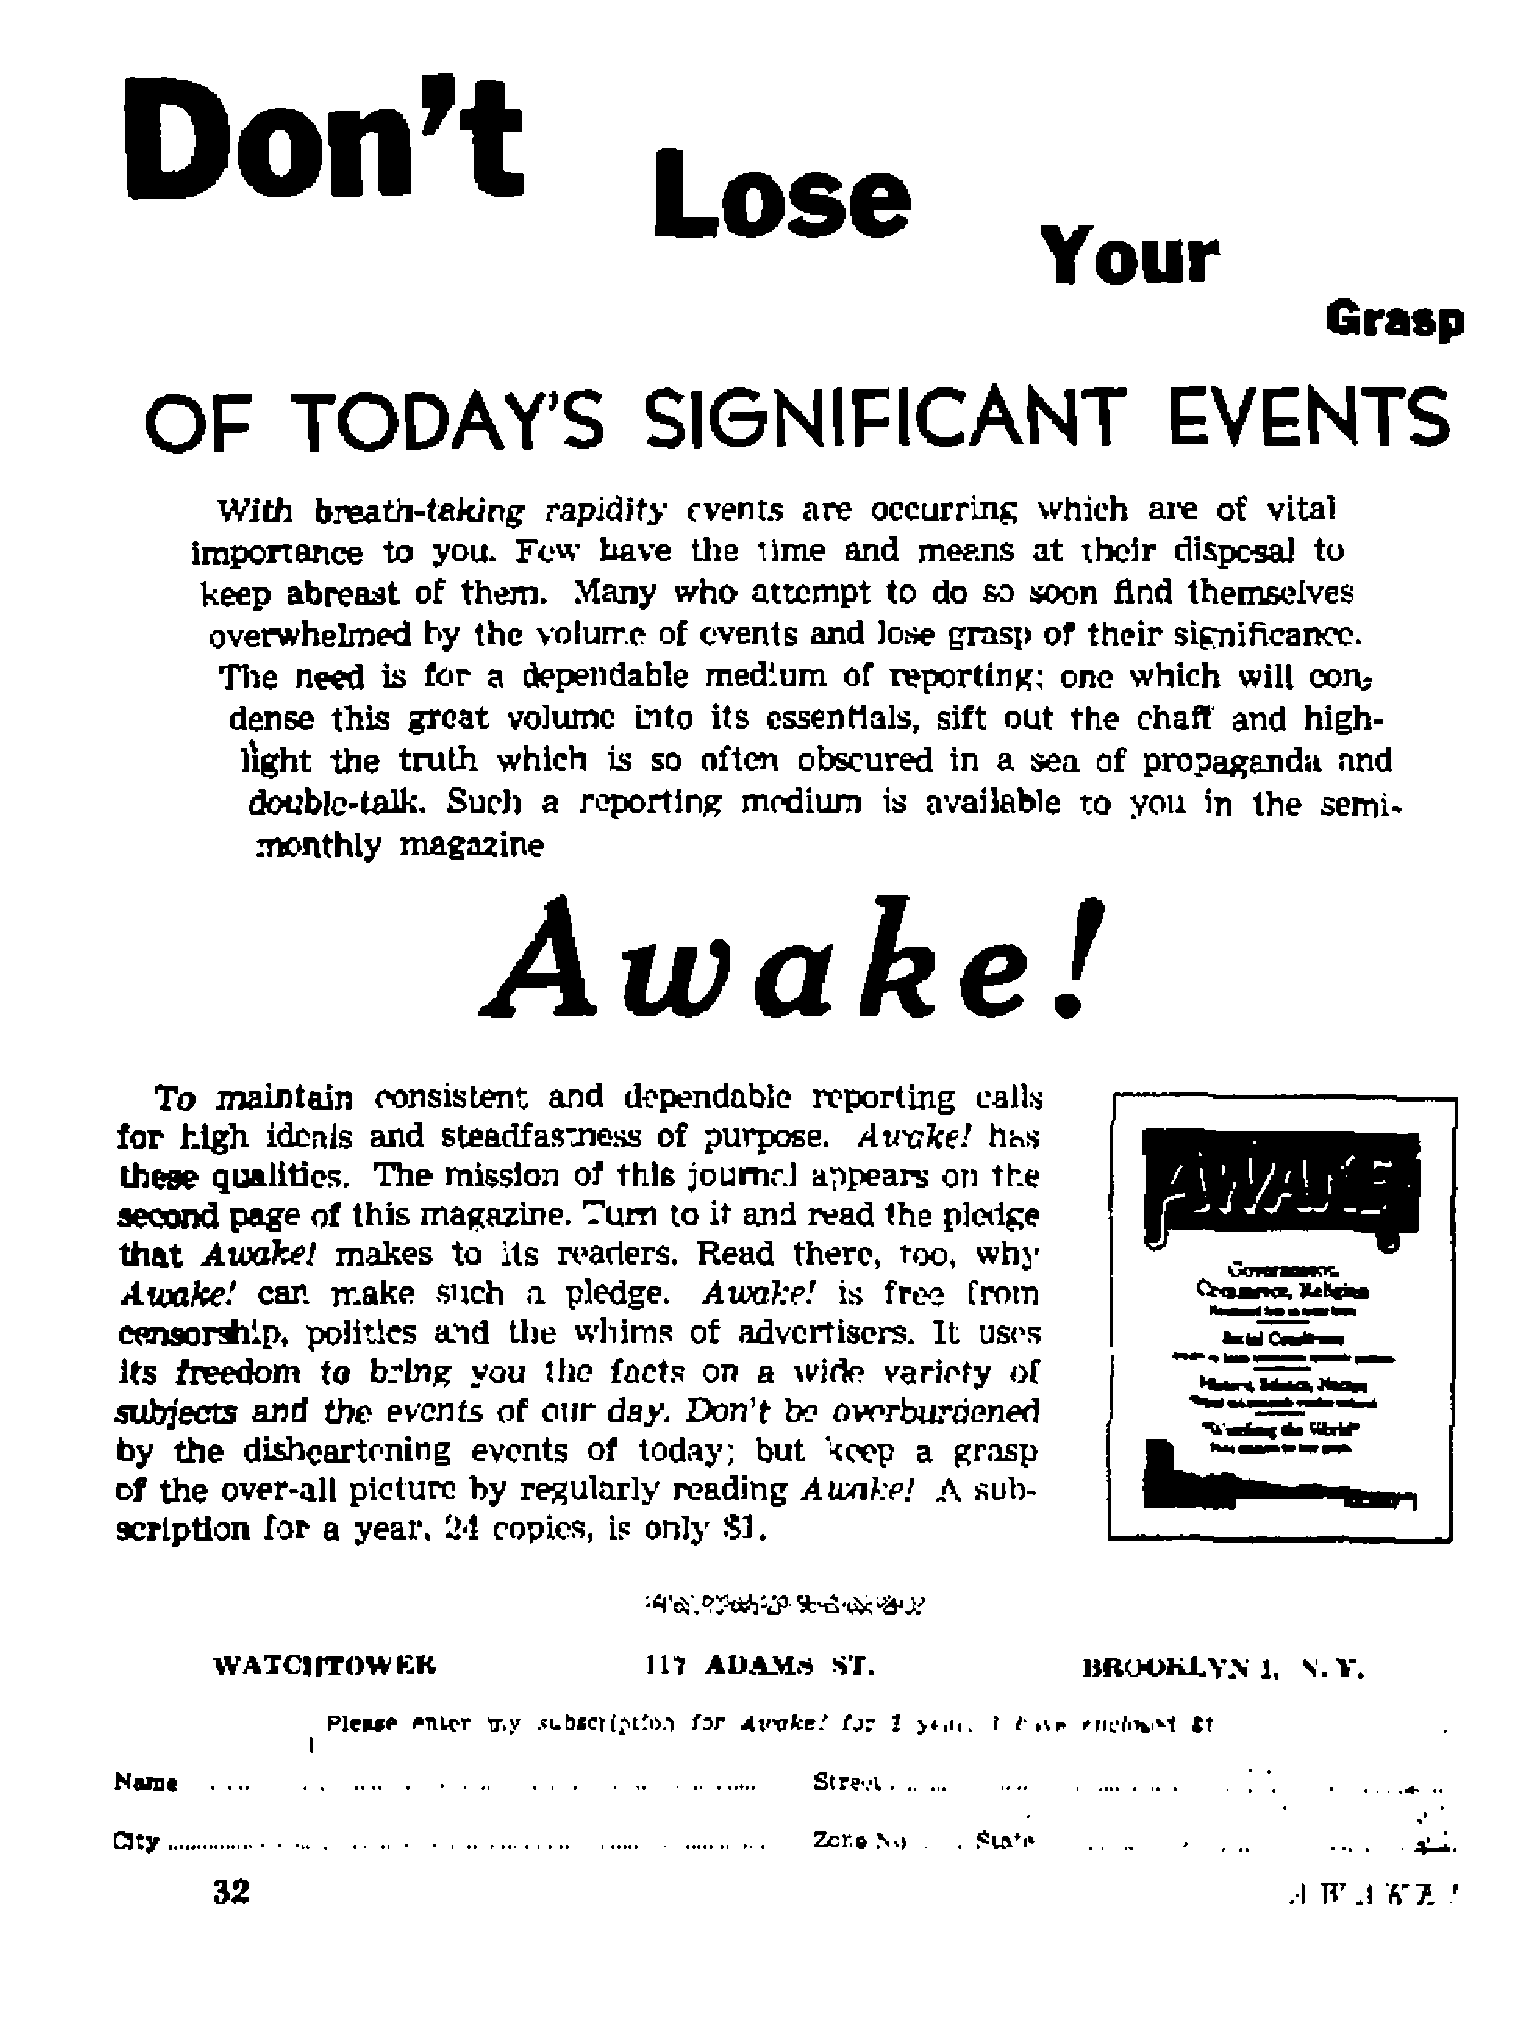 Don't
Lose
Your
Grasp
OF TODAY'S SIGNIFICANT EVENTS
With breath-taking rapidity events are occurring which are of vital
importance to you. Few have the time and means at their disposal to
keep abreast of them. Many who attempt to do so soon find themselves
overwhelmed by the volume of events and lose grasp of their significance.
The need is for a dependable medium of reporting; one which will con-
dense this great volume into its essentials, sift out the chaff and high-
light the truth which is so often obscured in a sea of propaganda and
double-talk. Such a reporting medium is available to you in the semi-
monthly magazine
Awake!
To maintain consistent and dependable reporting calls
for high ideals and steadfastness of purpose. Awake! has
these qualities. The mission of this journal appears on the
second page of this magazine. Turn to it and read the pledge
that Awake! makes to its readers. Read there, too, why
Awake! can make such a pledge. Awake! is free from
censorship, politics and the whims of advertisers. It uses
its freedom to bring you the facts on a wide variety of
subjects and the events of our day. Don't be overburdened
by the disheartening events of today; but keep a grasp
of the over-all picture by regularly reading Awake! A sub-
scription for a year, 24 copies, is only $1.
AWAKE
Government,
Commerce, Religion
Social Conditions
History, Science, Nature
"Watching the World"
WATCHTOWER 117 ADAMS ST. BROOKLYN 1, N.Y.
Please enter my subscription for Awake! for 1 year. I have enclosed $1
Name Street
City Zone No State
32 AWAKE!